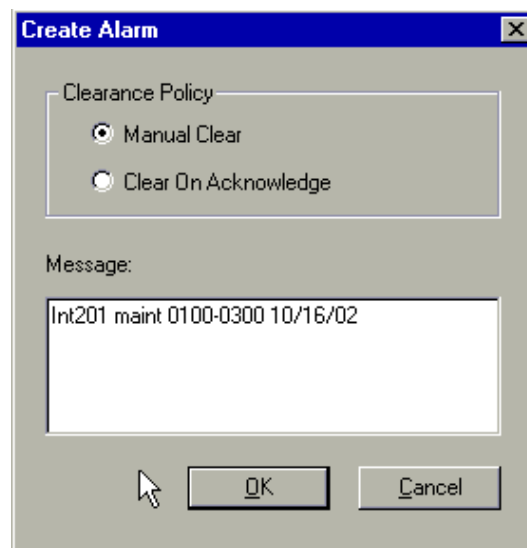 Create Alarm
Clearance Policy
Manual Clear
Clear On Acknowledge
Message:
Int201 maint 0100-0300 10/16/02
OK
Cancel